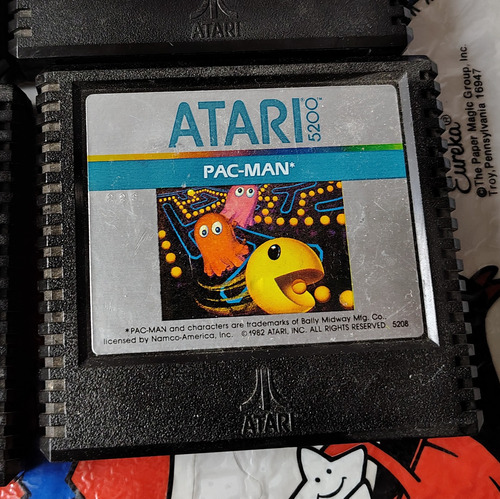 ATARI
ATARI 5200™
PAC-MAN*
*PAC-MAN and characters are trademarks of Bally Midway Mfg. Co.,
licensed by Namco-America, Inc. ©1982 ATARI, INC. ALL RIGHTS RESERVED 5208
ATARI
Eureka®
©The Paper Magic Group, Inc.
Troy, Pennsylvania 16947